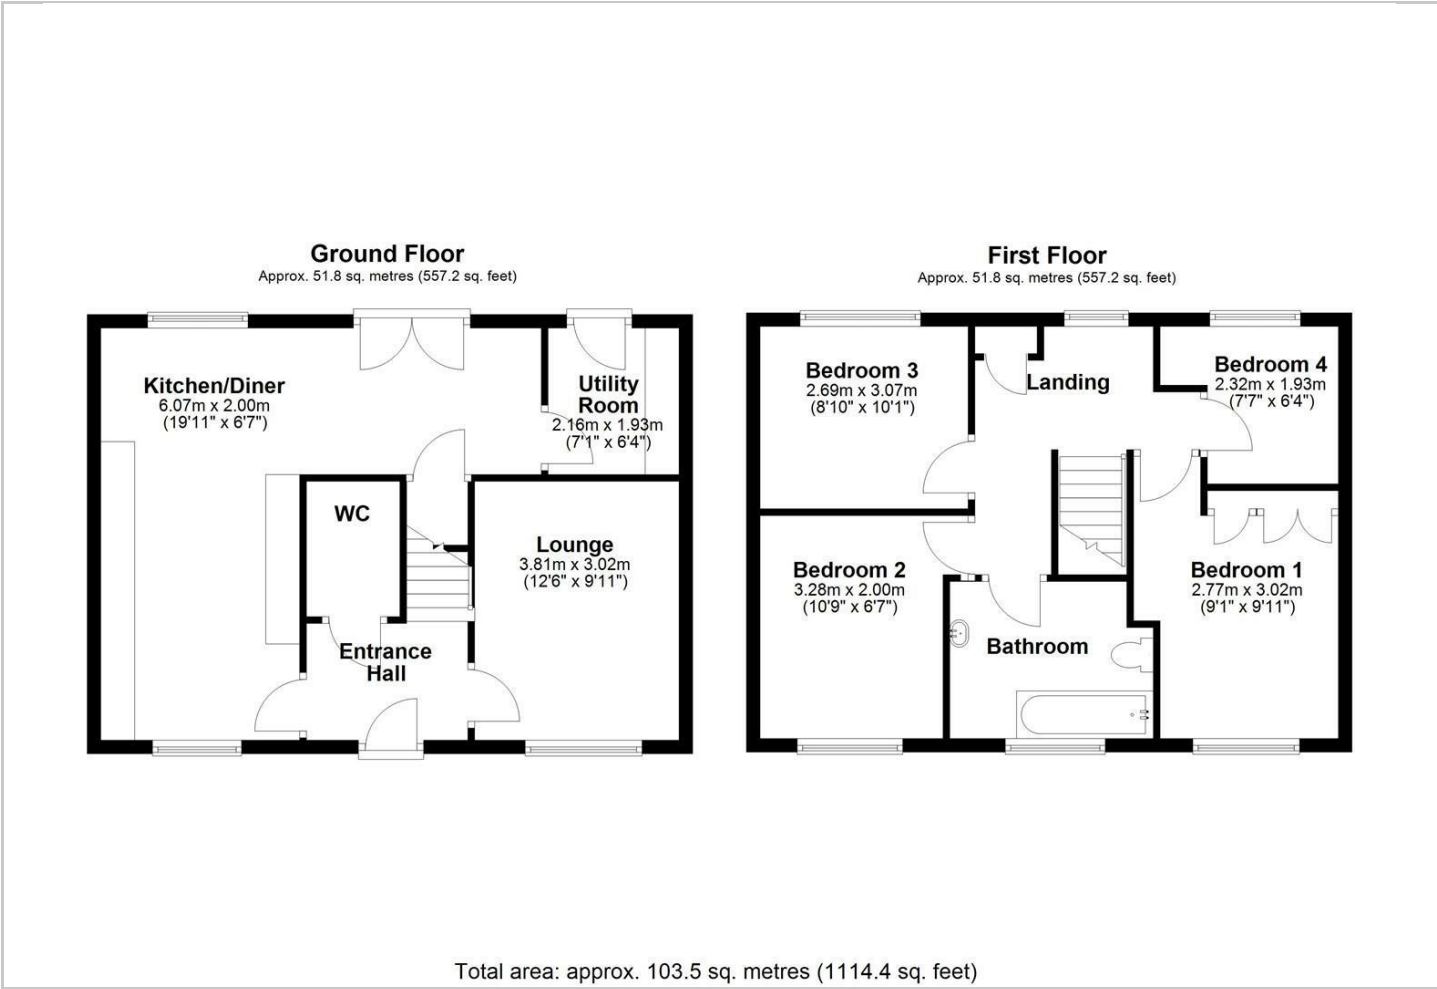 Ground Floor
Approx. 51.8 sq. metres (557.2 sq. feet)
Kitchen/Diner
6.07m x 2.00m
(19'11" x 6'7")
Utility
Room
2.16m x 1.93m
(7'1" x 6'4")
WC
Lounge
3.81m x 3.02m
(12'6" x 9'11")
Entrance
Hall
First Floor
Approx. 51.8 sq. metres (557.2 sq. feet)
Bedroom 3
2.69m x 3.07m
(8'10" x 10'1")
Landing
Bedroom 4
2.32m x 1.93m
(7'7" x 6'4")
Bedroom 2
3.28m x 2.00m
(10'9" x 6'7")
Bathroom
Bedroom 1
2.77m x 3.02m
(9'1" x 9'11")
Total area: approx. 103.5 sq. metres (1114.4 sq. feet)